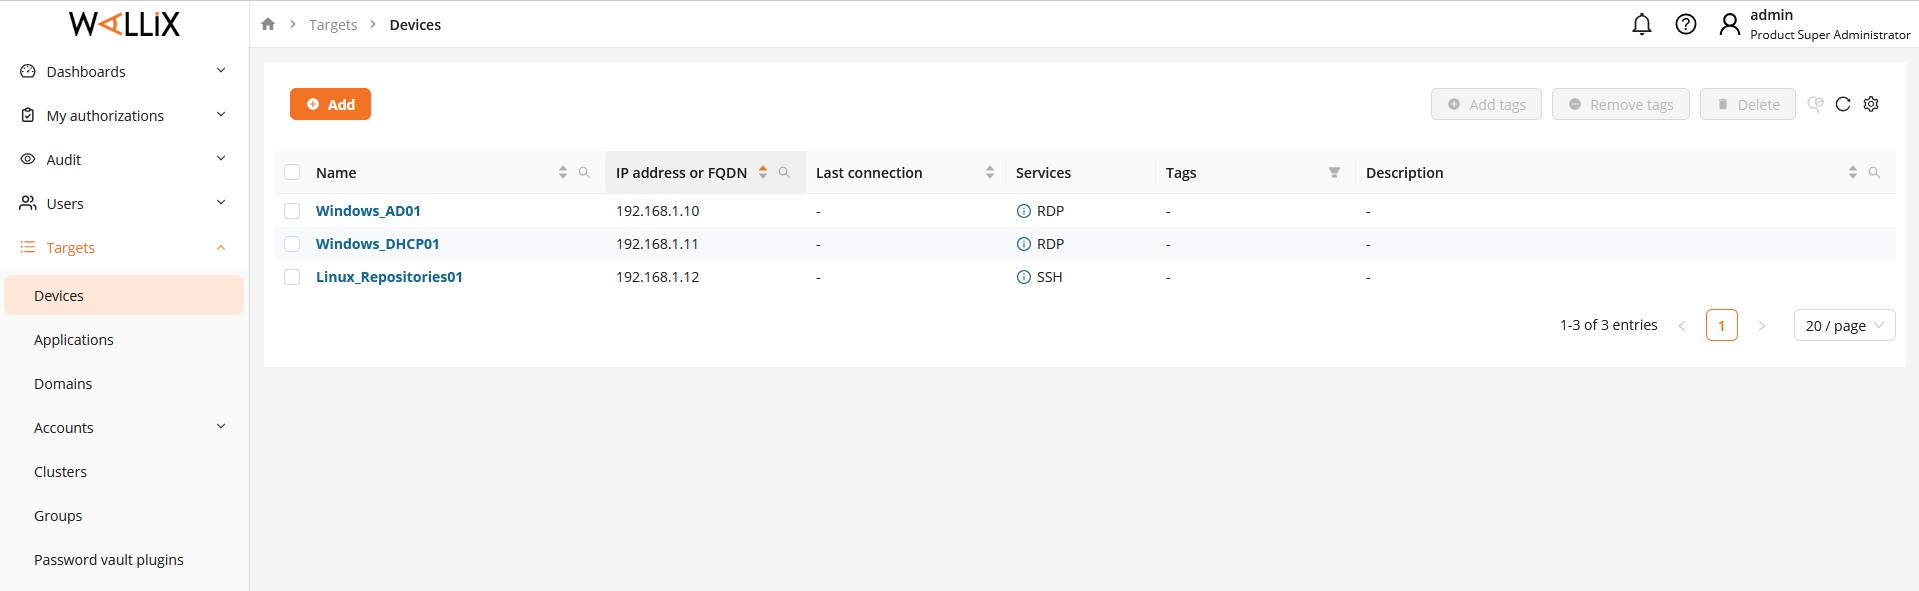 WALLIX
Targets
Devices
admin
Product Super Administrator
Dashboards
My authorizations
Audit
Users
Targets
Devices
Applications
Domains
Accounts
Clusters
Groups
Password vault plugins
Add
Add tags
Remove tags
Delete
Name IP address or FQDN Last connection Services Tags Description
Windows_AD01 192.168.1.10 - RDP - -
Windows_DHCP01 192.168.1.11 - RDP - -
Linux_Repositories01 192.168.1.12 - SSH - -
1-3 of 3 entries 1 20 / page